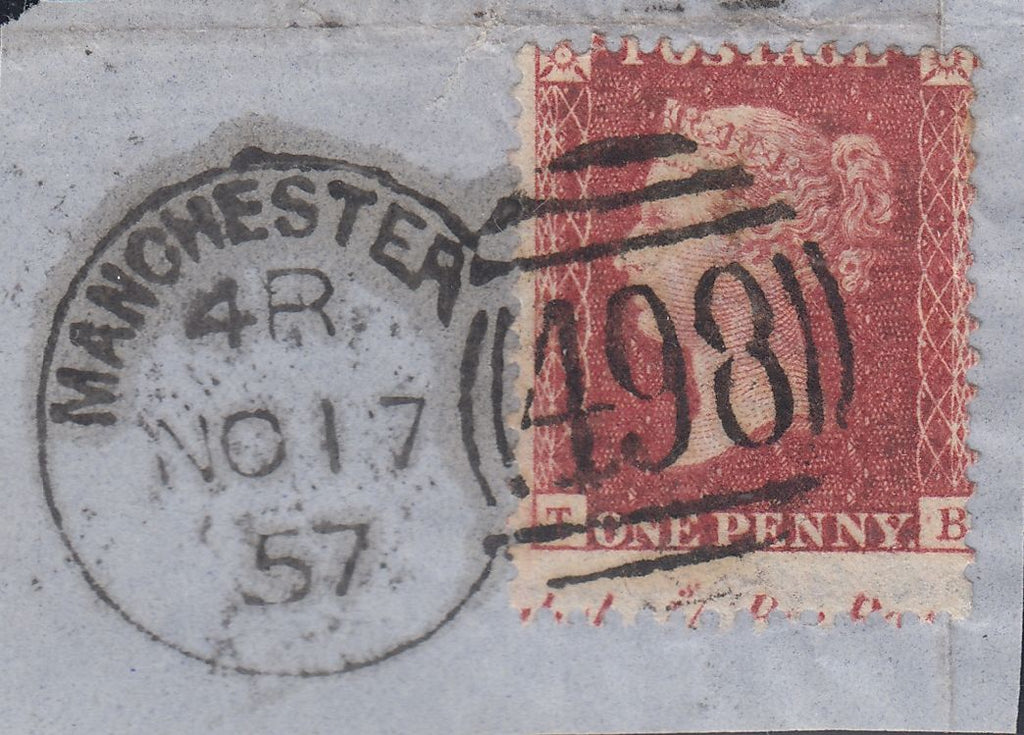 MANCHESTER
4R
NO 17
57
498
POSTAGE
T ONE PENNY. B